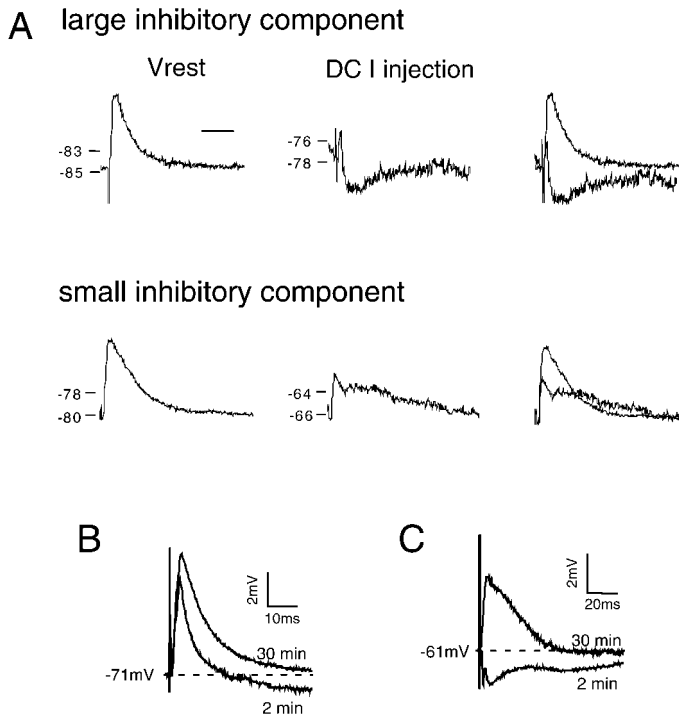 A large inhibitory component
Vrest DC I injection
-83
-85
-76
-78
small inhibitory component
-78
-80
-64
-66
B
2mV
10ms
30 min
-71mV
2 min
C
2mV
20ms
30 min
-61mV
2 min